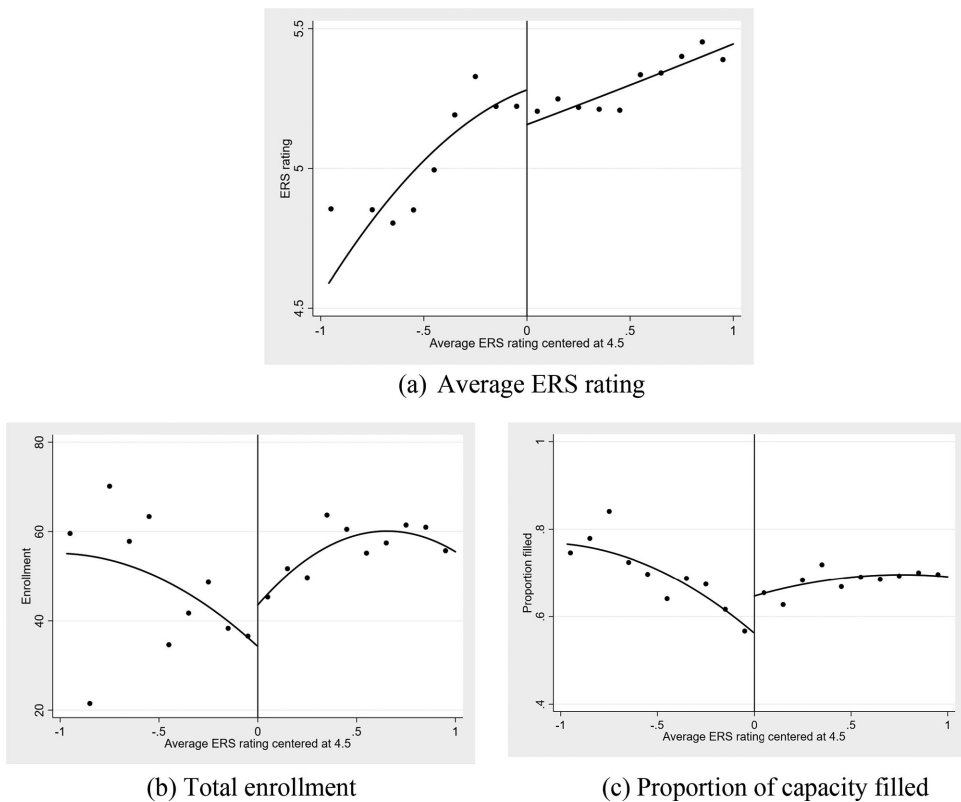 5.5
ERS rating
5
4.5
-1
-.5
0
.5
1
Average ERS rating centered at 4.5
(a) Average ERS rating
80
Enrollment
60
40
20
-1
-.5
0
.5
1
Average ERS rating centered at 4.5
(b) Total enrollment
1
Proportion filled
.8
.6
.4
-1
-.5
0
.5
1
Average ERS rating centered at 4.5
(c) Proportion of capacity filled